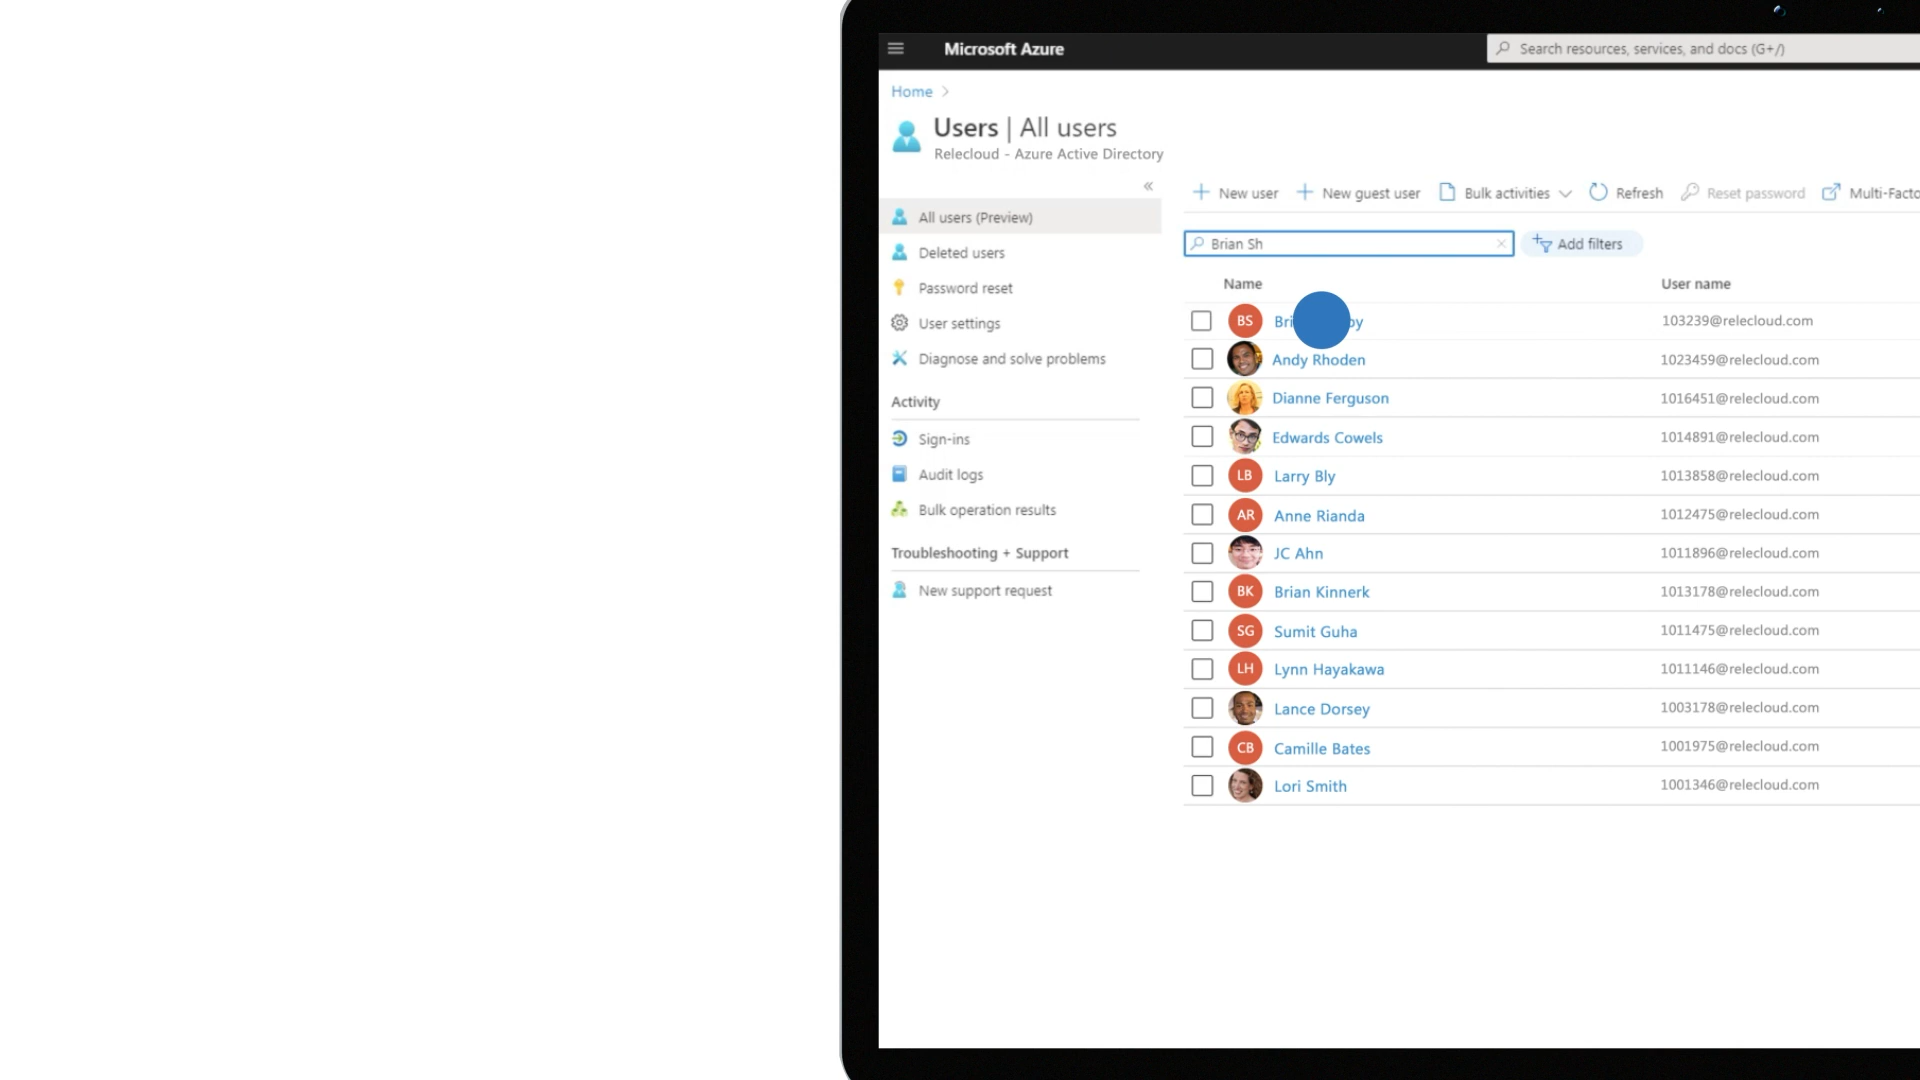 Microsoft Azure
Search resources, services, and docs (G+/)
Home >
Users | All users
Relecloud - Azure Active Directory
«
New user
New guest user
Bulk activities
Refresh
Reset password
All users (Preview)
Deleted users
Password reset
User settings
Diagnose and solve problems
Activity
Sign-ins
Audit logs
Bulk operation results
Troubleshooting + Support
New support request
Brian Sh
Add filters
Name User name
BS 103239@relecloud.com
Andy Rhoden 1023459@relecloud.com
Dianne Ferguson 1016451@relecloud.com
Edwards Cowels 1014891@relecloud.com
LB Larry Bly 1013858@relecloud.com
AR Anne Rianda 1012475@relecloud.com
JC Ahn 1011896@relecloud.com
BK Brian Kinnerk 1013178@relecloud.com
SG Sumit Guha 1011475@relecloud.com
LH Lynn Hayakawa 1011146@relecloud.com
Lance Dorsey 1003178@relecloud.com
CB Camille Bates 1001975@relecloud.com
Lori Smith 1001346@relecloud.com